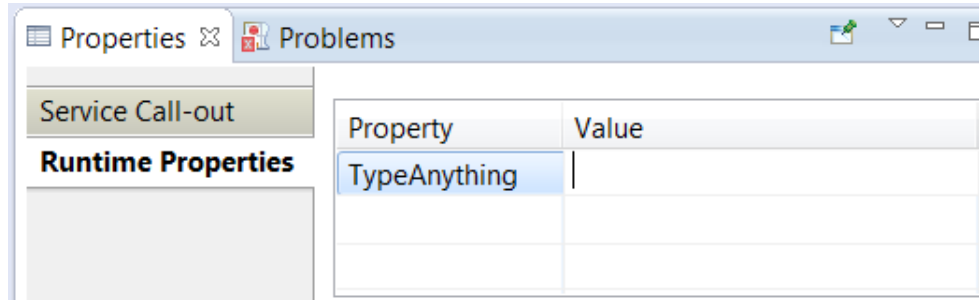 Properties Problems
Service Call-out
Runtime Properties
Property Value
TypeAnything